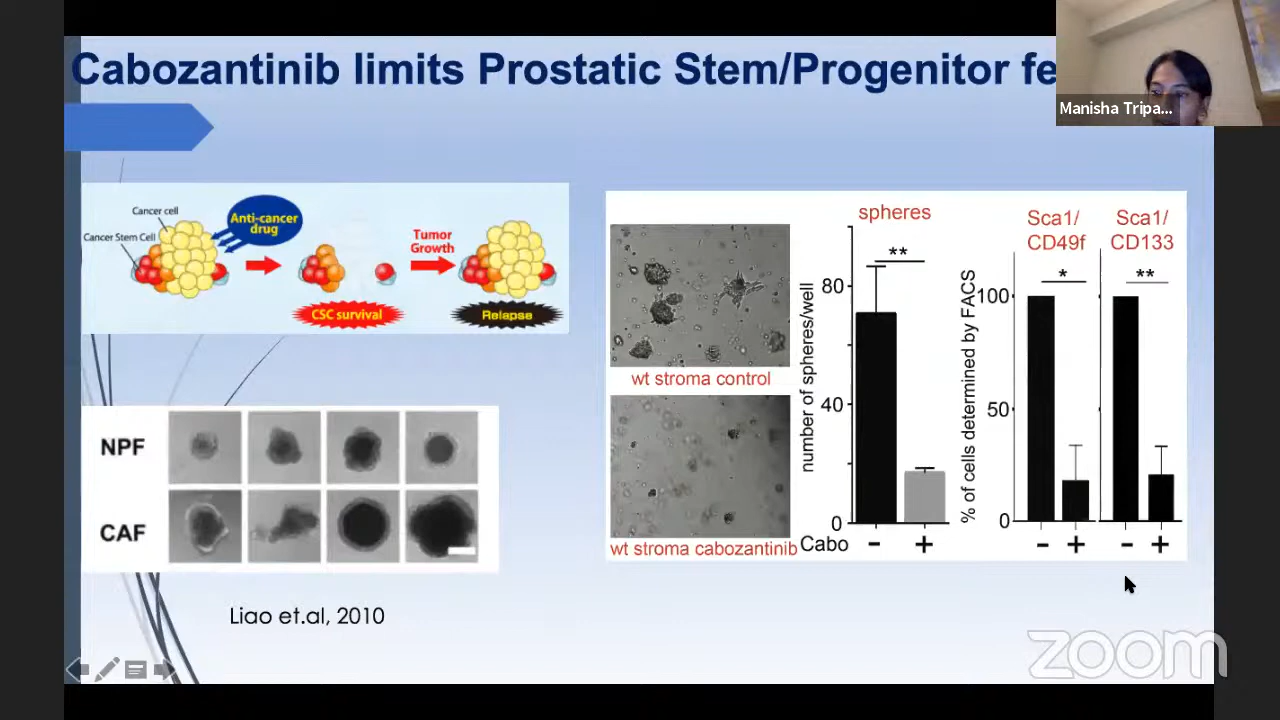 Cabozantinib limits Prostatic Stem/Progenitor fe
Manisha Tripa...
Cancer cell
Cancer Stem Cell
Anti-cancer
drug
Tumor
Growth
CSC survival
Relapse
NPF
CAF
Liao et.al, 2010
wt stroma control
wt stroma cabozantinib
spheres
**
number of spheres/well
80
40
0
Cabo - +
Sca1/
CD49f
Sca1/
CD133
*
**
% of cells determined by FACS
100
50
0
- + - +
zoom